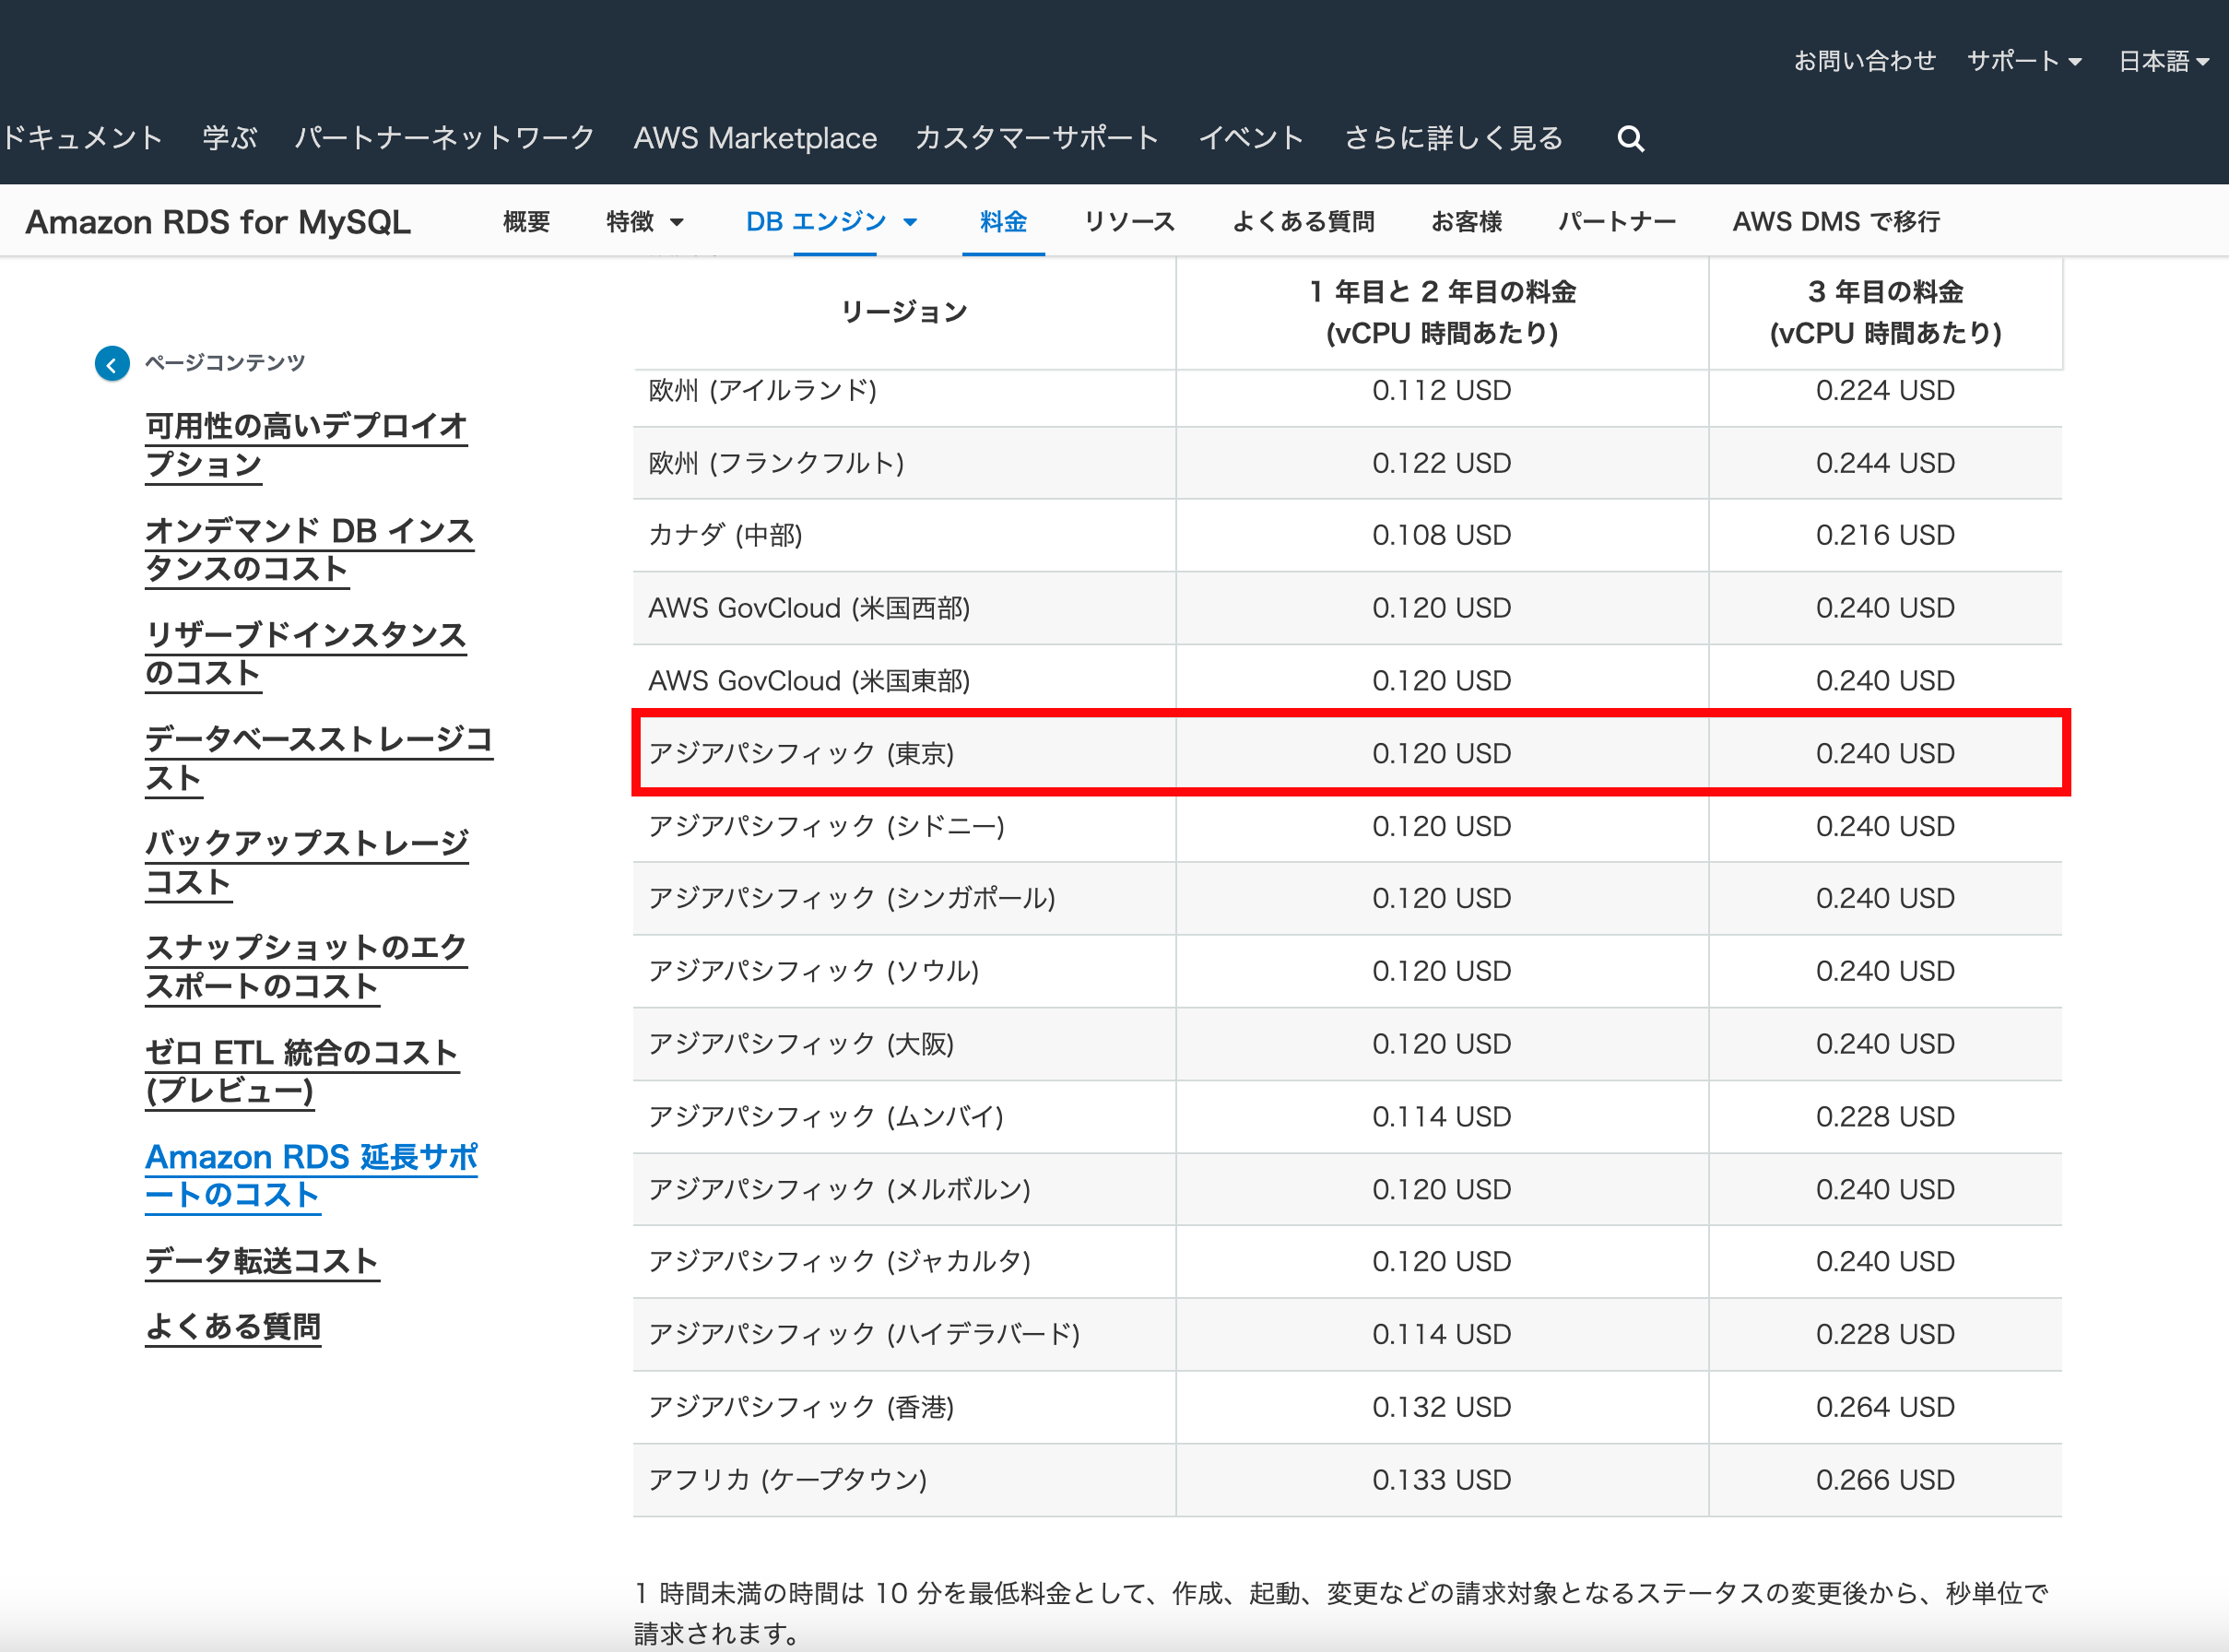 お問い合わせ サポート 日本語
ドキュメント 学ぶ パートナーネットワーク AWS Marketplace カスタマーサポート イベント さらに詳しく見る
Amazon RDS for MySQL 概要 特徴 DB エンジン 料金 リソース よくある質問 お客様 パートナー AWS DMS で移行
ページコンテンツ
可用性の高いデプロイオ
プション
オンデマンド DB インス
タンスのコスト
リザーブドインスタンス
のコスト
データベースストレージコ
スト
バックアップストレージ
コスト
スナップショットのエク
スポートのコスト
ゼロ ETL 統合のコスト
(プレビュー)
Amazon RDS 延長サポ
ートのコスト
データ転送コスト
よくある質問
リージョン 1 年目と 2 年目の料金 3 年目の料金
(vCPU 時間あたり) (vCPU 時間あたり)
欧州 (アイルランド) 0.112 USD 0.224 USD
欧州 (フランクフルト) 0.122 USD 0.244 USD
カナダ (中部) 0.108 USD 0.216 USD
AWS GovCloud (米国西部) 0.120 USD 0.240 USD
AWS GovCloud (米国東部) 0.120 USD 0.240 USD
アジアパシフィック (東京) 0.120 USD 0.240 USD
アジアパシフィック (シドニー) 0.120 USD 0.240 USD
アジアパシフィック (シンガポール) 0.120 USD 0.240 USD
アジアパシフィック (ソウル) 0.120 USD 0.240 USD
アジアパシフィック (大阪) 0.120 USD 0.240 USD
アジアパシフィック (ムンバイ) 0.114 USD 0.228 USD
アジアパシフィック (メルボルン) 0.120 USD 0.240 USD
アジアパシフィック (ジャカルタ) 0.120 USD 0.240 USD
アジアパシフィック (ハイデラバード) 0.114 USD 0.228 USD
アジアパシフィック (香港) 0.132 USD 0.264 USD
アフリカ (ケープタウン) 0.133 USD 0.266 USD
1 時間未満の時間は 10 分を最低料金として、作成、起動、変更などの請求対象となるステータスの変更後から、秒単位で
請求されます。